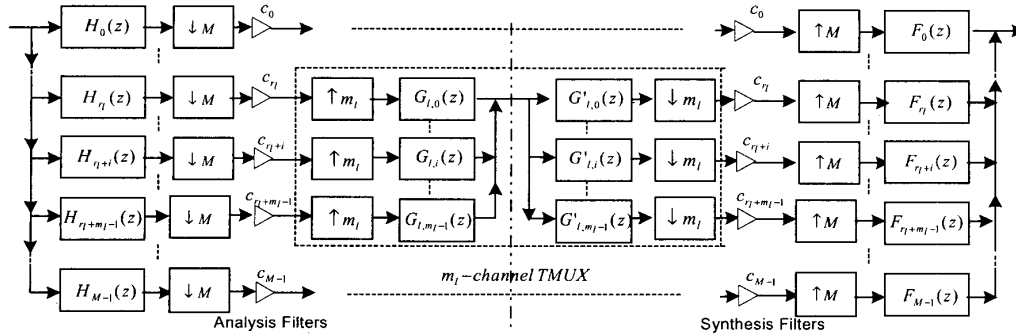 H_0(z) ↓M c_0 c_0 ↑M F_0(z)
H_{r_l}(z) ↓M c_{r_l} ↑m_l G_{l,0}(z) G'_{l,0}(z) ↓m_l c_{r_l} ↑M F_{r_l}(z)
H_{r_l+i}(z) ↓M c_{r_l+i} ↑m_l G_{l,i}(z) G'_{l,i}(z) ↓m_l c_{r_l+i} ↑M F_{r_l+i}(z)
H_{r_l+m_l-1}(z) ↓M c_{r_l+m_l-1} ↑m_l G_{l,m_l-1}(z) G'_{l,m_l-1}(z) ↓m_l c_{r_l+m_l-1} ↑M F_{r_l+m_l-1}(z)
H_{M-1}(z) ↓M c_{M-1} m_l-channel TMUX c_{M-1} ↑M F_{M-1}(z)
Analysis Filters Synthesis Filters